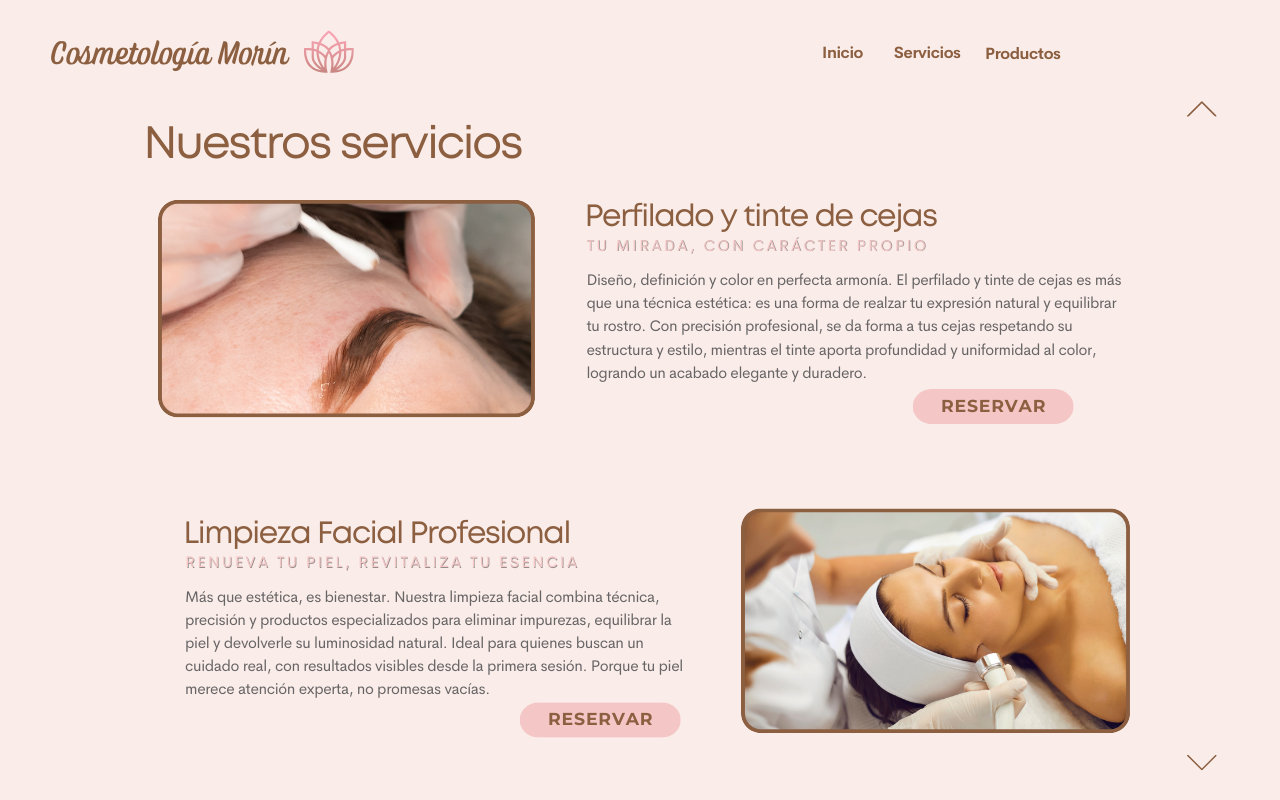 Cosmetología Morín
Inicio
Servicios
Productos
Nuestros servicios
Perfilado y tinte de cejas
TU MIRADA, CON CARÁCTER PROPIO
Diseño, definición y color en perfecta armonía. El perfilado y tinte de cejas es más
que una técnica estética: es una forma de realzar tu expresión natural y equilibrar
tu rostro. Con precisión profesional, se da forma a tus cejas respetando su
estructura y estilo, mientras el tinte aporta profundidad y uniformidad al color,
logrando un acabado elegante y duradero.
RESERVAR
Limpieza Facial Profesional
RENUEVA TU PIEL, REVITALIZA TU ESENCIA
Más que estética, es bienestar. Nuestra limpieza facial combina técnica,
precisión y productos especializados para eliminar impurezas, equilibrar la
piel y devolverle su luminosidad natural. Ideal para quienes buscan un
cuidado real, con resultados visibles desde la primera sesión. Porque tu piel
merece atención experta, no promesas vacías.
RESERVAR